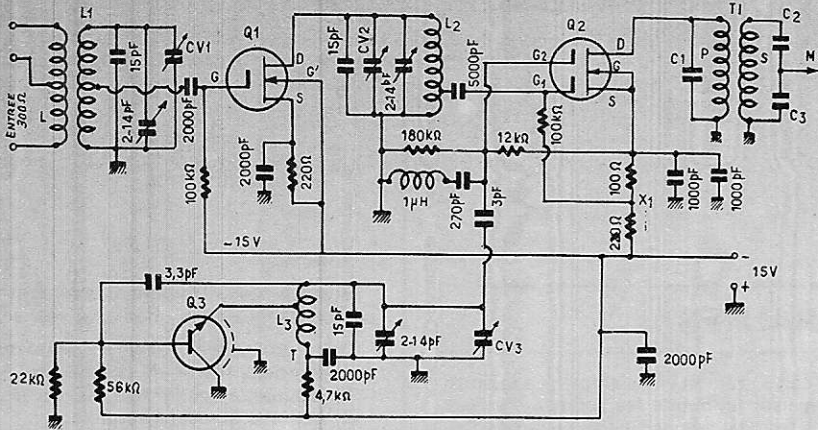 L1
Q1
L2
Q2
T1
ENTREE
300Ω
L
15pF
CV1
2-14pF
2000pF
G
G'
D
S
15pF
CV2
2-14pF
5000pF
G2
G1
D
G
S
C1
P
S
C2
M
C3
100kΩ
2000pF
220Ω
180kΩ
12kΩ
100kΩ
1µH
270pF
3pF
100Ω
X1
220Ω
1000pF
1000pF
-15V
-
15V
+
3,3pF
Q3
L3
T
15pF
2-14pF
CV3
2000pF
2000pF
22kΩ
56kΩ
4,7kΩ